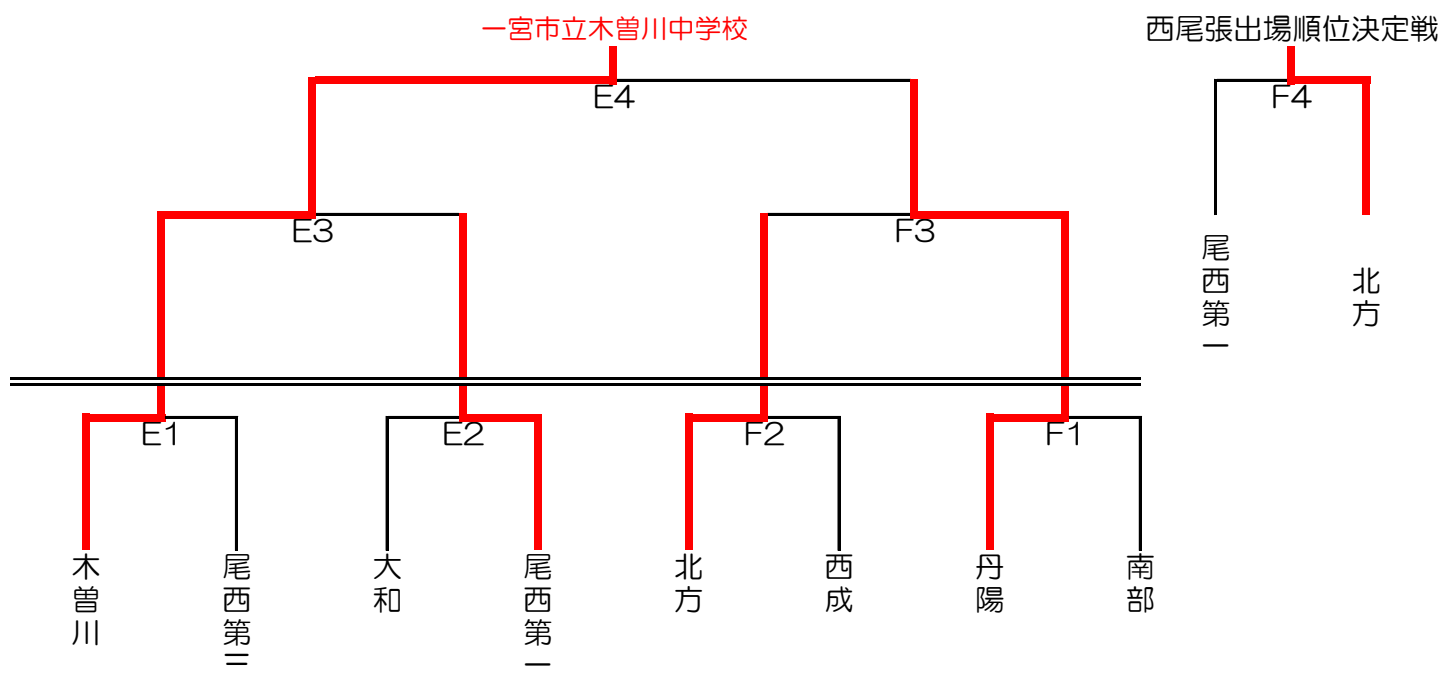 一宮市立木曽川中学校
西尾張出場順位決定戦
E4
F4
E3
F3
尾西第一
北方
E1
E2
F2
F1
木曽川
尾西第三
大和
尾西第一
北方
西成
丹陽
南部